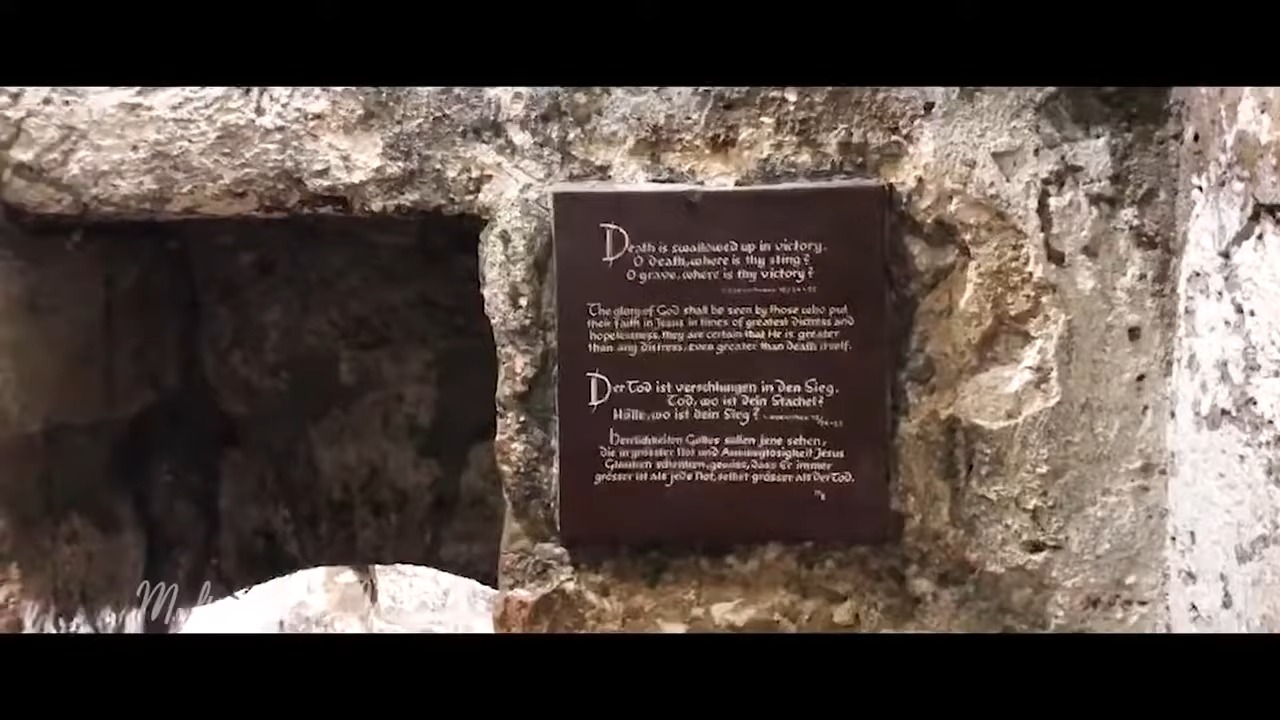 Death is swallowed up in victory.
O death, where is thy sting?
O grave, where is thy victory?
The glory of God shall be seen by those who put
their faith in Jesus in times of greatest distress and
hopelessness. they are certain that He is greater
than any distress, even greater than death itself.
Der Tod ist verschlungen in den Sieg.
Tod, wo ist dein Stachel?
Hölle, wo ist dein Sieg?
Herrlichkeiten Gottes sollen jene sehen,
die in grösster Not und Ausweglosigkeit Jesus
Glauben schenken, gewiss, dass Er immer
grösser ist als jede Not, selbst grösser als der Tod.